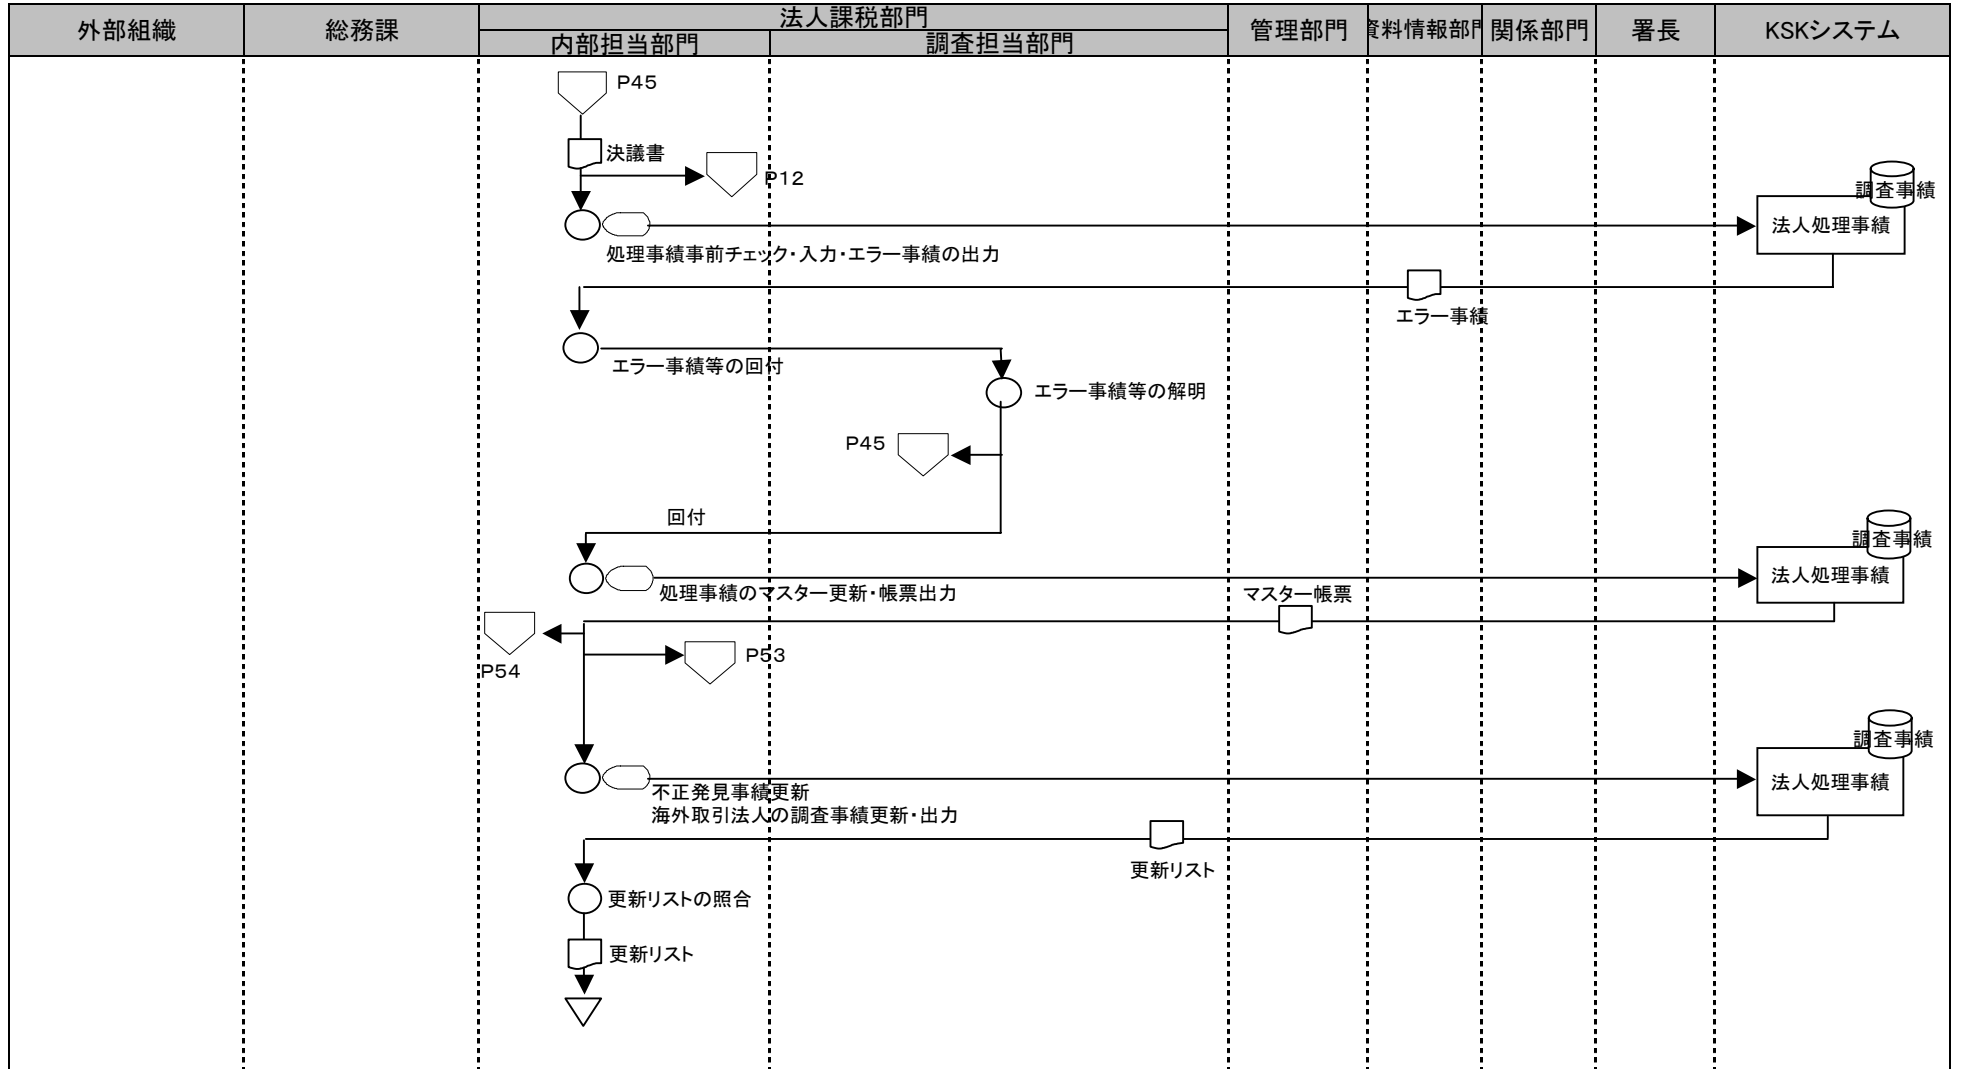 外部組織
総務課
法人課税部門
内部担当部門
調査担当部門
管理部門
資料情報部門
関係部門
署長
KSKシステム
P45
決議書
P12
調査事績
法人処理事績
処理事績事前チェック・入力・エラー事績の出力
エラー事績
エラー事績等の回付
エラー事績等の解明
P45
回付
調査事績
法人処理事績
処理事績のマスター更新・帳票出力
マスター帳票
P54
P53
調査事績
法人処理事績
不正発見事績更新
海外取引法人の調査事績更新・出力
更新リスト
更新リストの照合
更新リスト